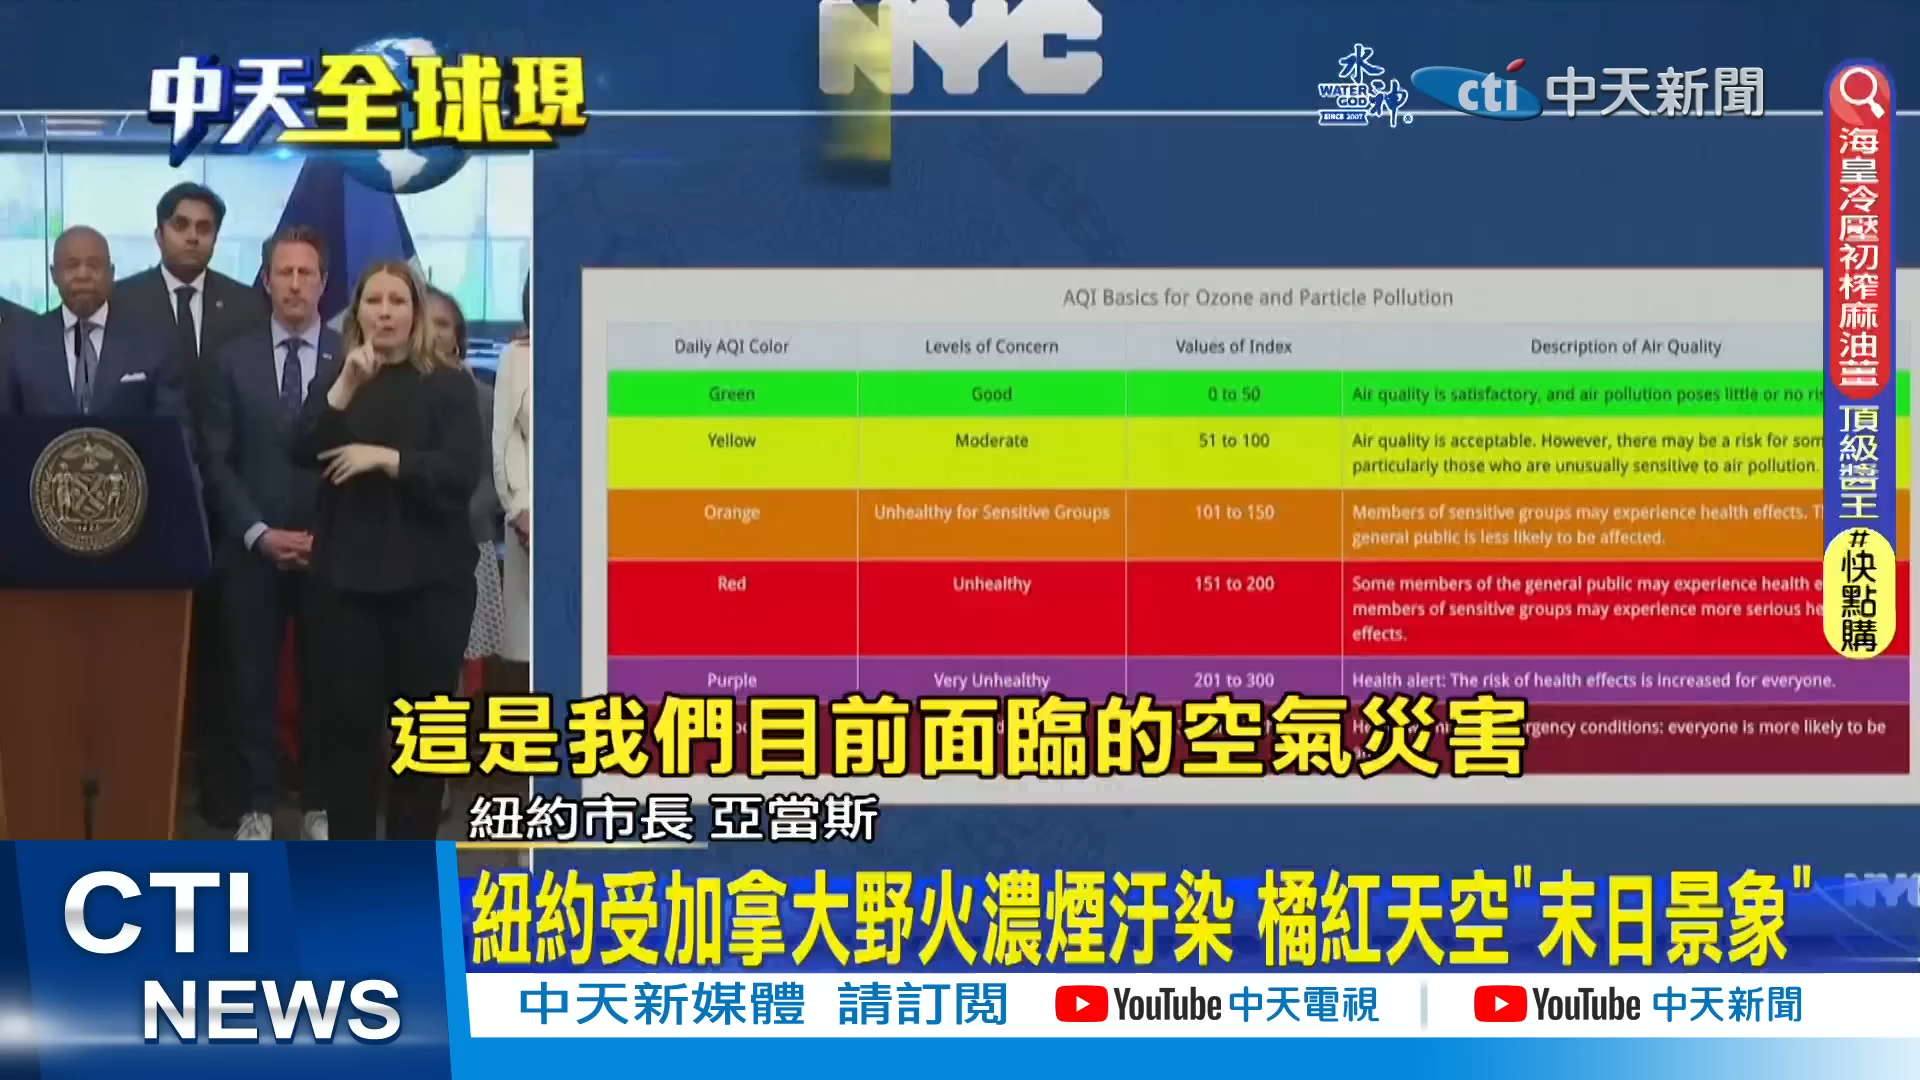 中天全球現
NYC
水神
WATER GOD
SINCE 2007
cti 中天新聞
海皇冷壓初榨麻油薑
頂級醬王
#快點購
AQI Basics for Ozone and Particle Pollution
Daily AQI Color
Levels of Concern
Values of Index
Description of Air Quality
Green
Good
0 to 50
Air quality is satisfactory, and air pollution poses little or no ris
Yellow
Moderate
51 to 100
Air quality is acceptable. However, there may be a risk for som
particularly those who are unusually sensitive to air pollution.
Orange
Unhealthy for Sensitive Groups
101 to 150
Members of sensitive groups may experience health effects. T
general public is less likely to be affected.
Red
Unhealthy
151 to 200
Some members of the general public may experience health e
members of sensitive groups may experience more serious he
effects.
Purple
Very Unhealthy
201 to 300
Health alert: The risk of health effects is increased for everyone.
rgency conditions: everyone is more likely to be
這是我們目前面臨的空氣災害
紐約市長 亞當斯
紐約受加拿大野火濃煙汙染 橘紅天空"末日景象"
NYC
CTI
NEWS
中天新媒體 請訂閱 YouTube 中天電視 | YouTube 中天新聞